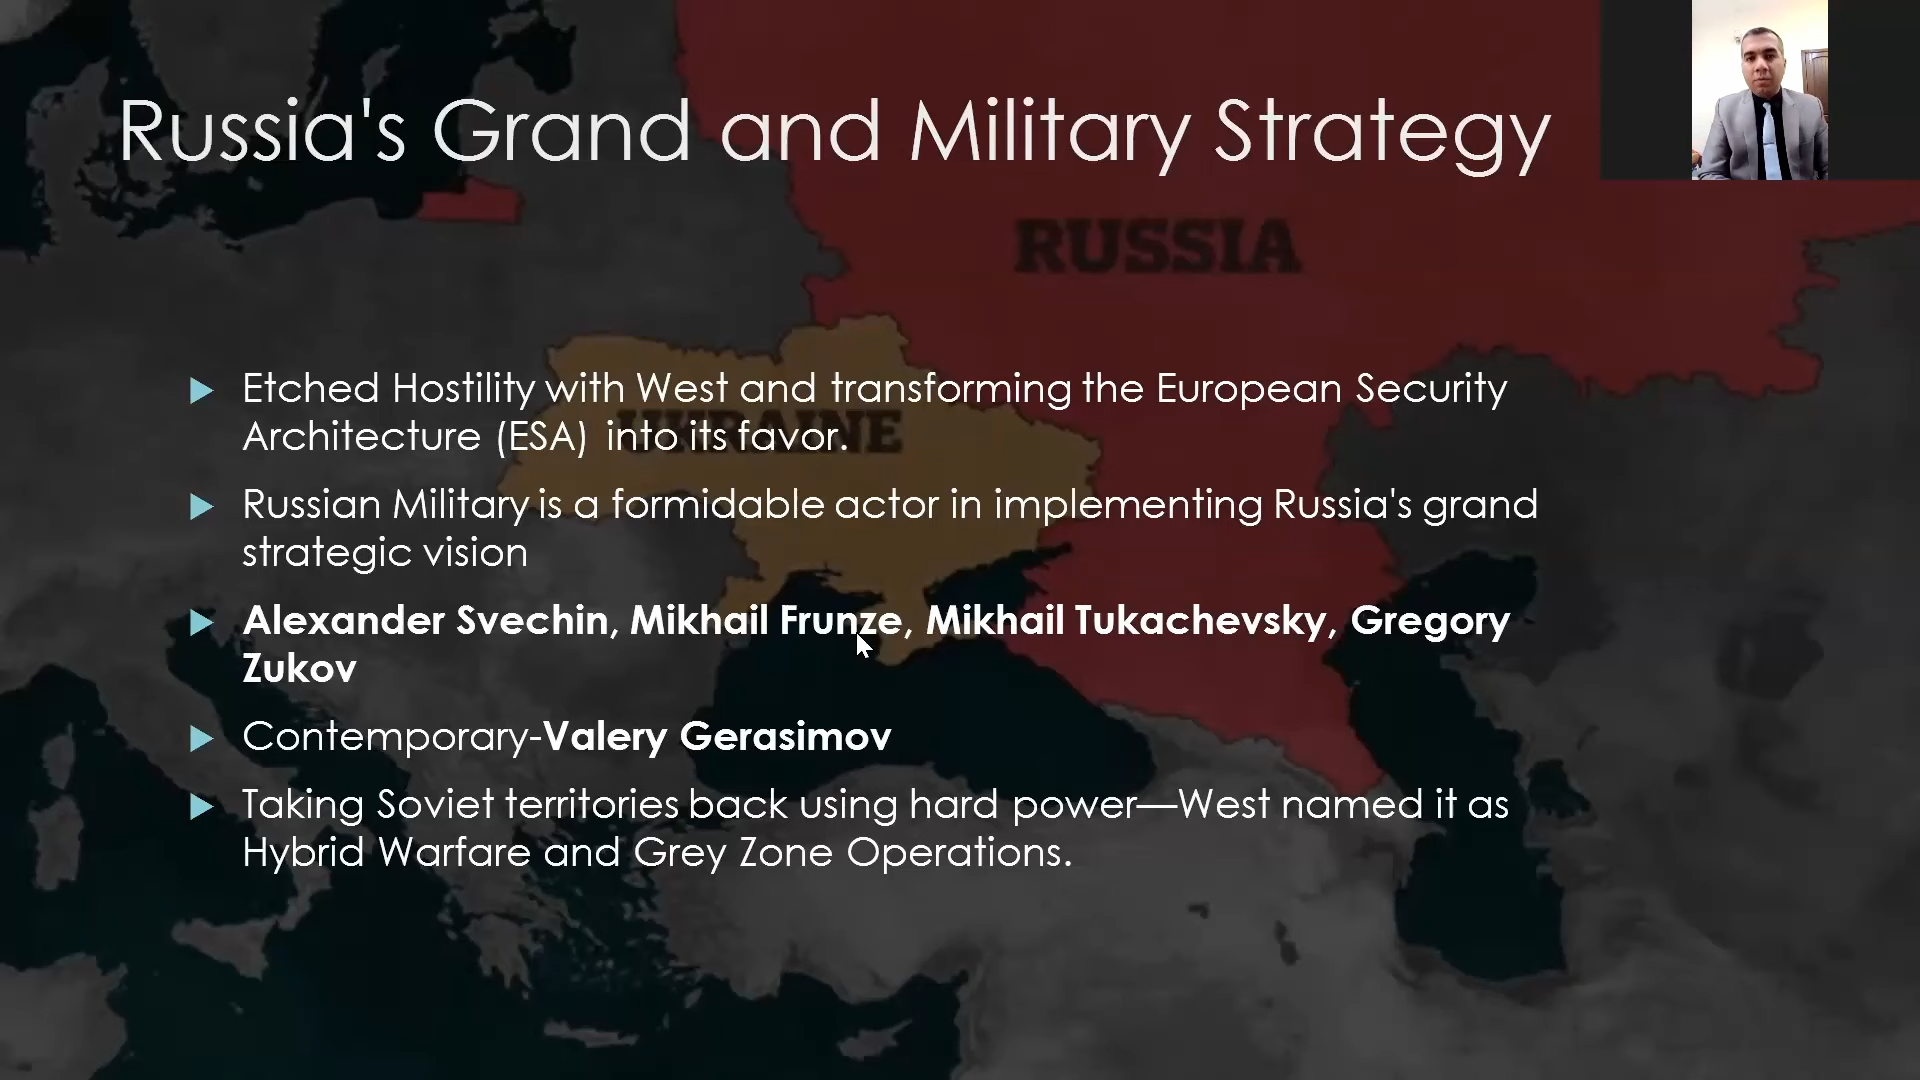 Russia's Grand and Military Strategy
RUSSIA
Etched Hostility with West and transforming the European Security
UKRAINE
Architecture (ESA) into its favor.
Russian Military is a formidable actor in implementing Russia's grand
strategic vision
Alexander Svechin, Mikhail Frunze, Mikhail Tukachevsky, Gregory
Zukov
Contemporary-Valery Gerasimov
Taking Soviet territories back using hard power—West named it as
Hybrid Warfare and Grey Zone Operations.